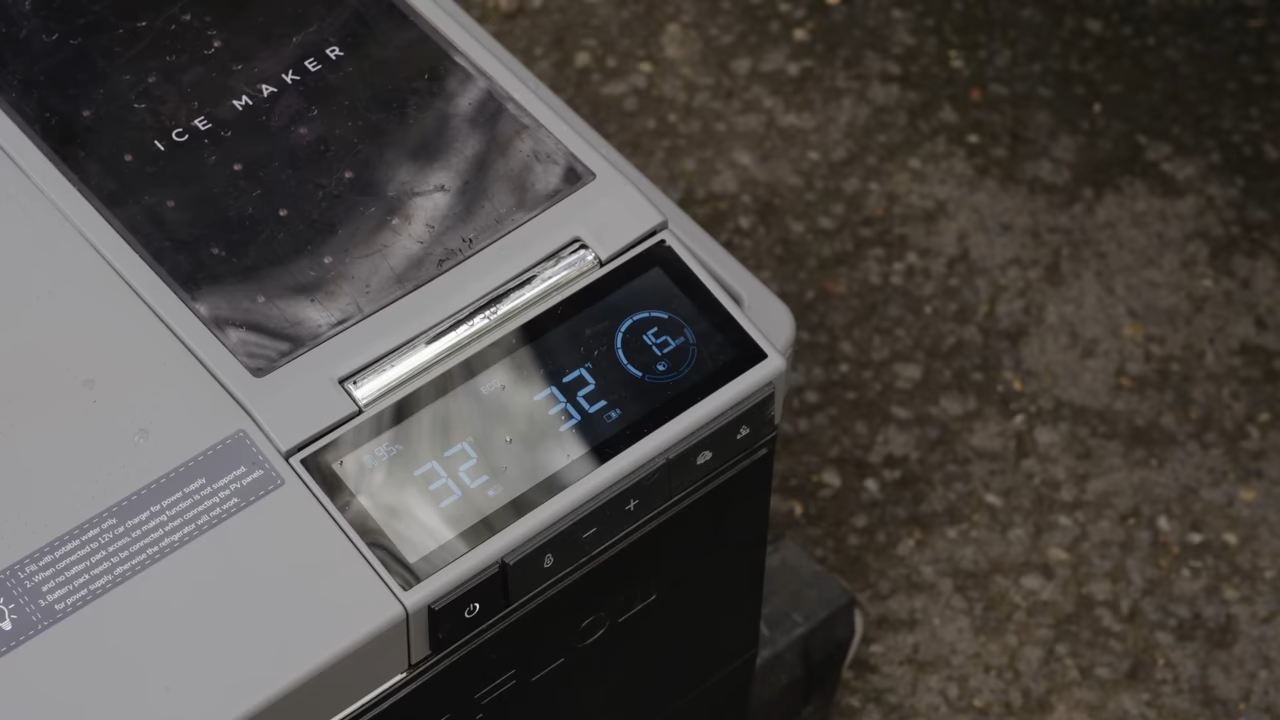 ICE MAKER
15
ECO
32
95%
32
1. Fill with potable water only.
2. When connected to 12V car charger for power supply
and no battery pack access, ice making function is not supported.
3. Battery pack needs to be connected when connecting the PV panels
for power supply, otherwise the refrigerator will not work.